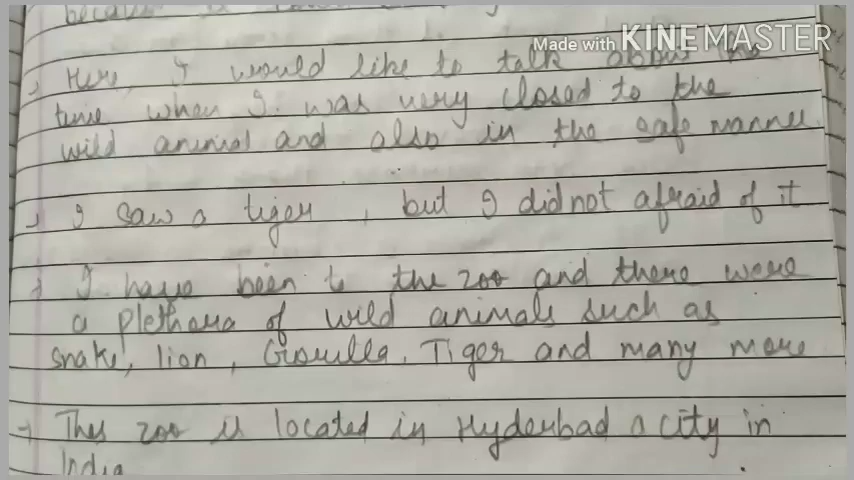 Made with KINEMASTER
→ Here, I would like to talk about the
time when I was very closed to the
wild animal and also in the safe manner.
→ I saw a tiger, but I did not afraid of it
→ I have been to the zoo and there were
a plethora of wild animals such as
snake, lion, Gorilla, Tiger and many more
→ This zoo is located in Hyderbad a city in
India